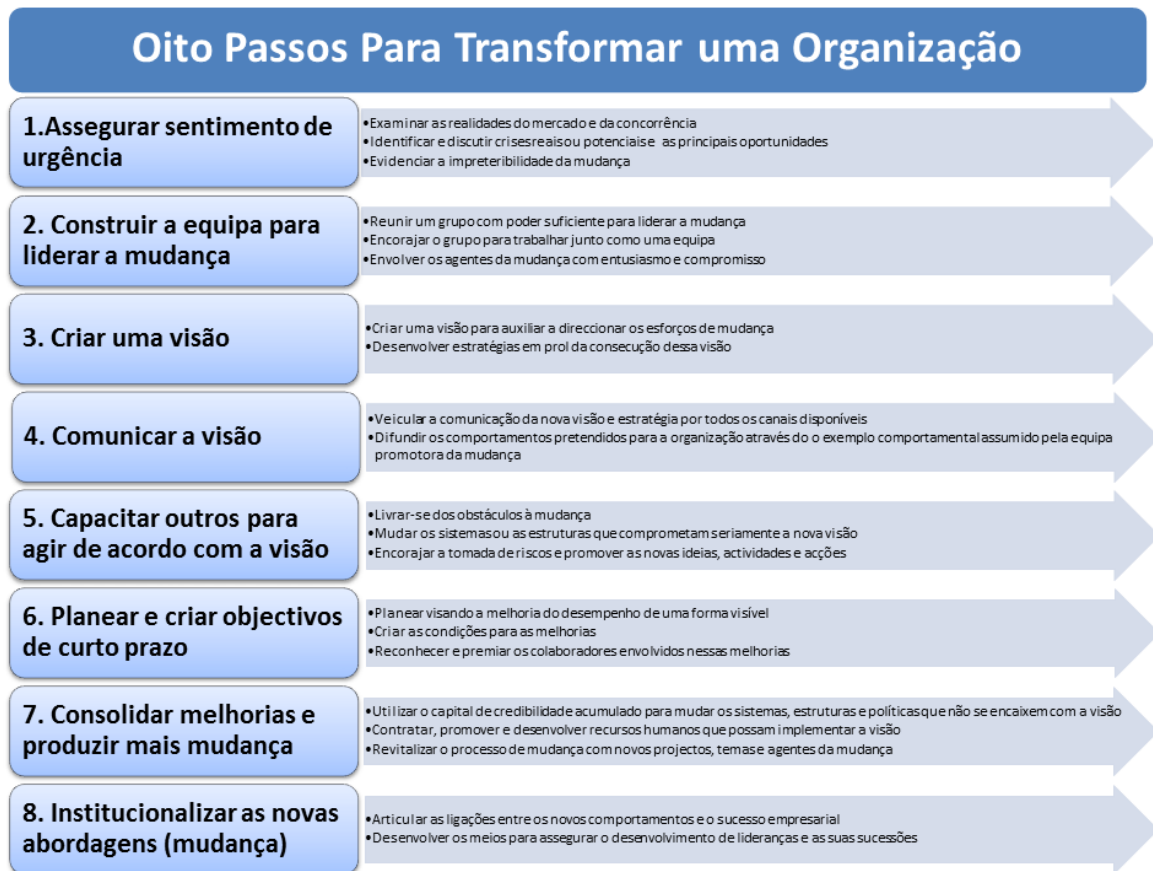 Oito Passos Para Transformar uma Organização
1.Assegurar sentimento de
urgência
•Examinar as realidades do mercado e da concorrência
•Identificar e discutir crises reais ou potenciais e as principais oportunidades
•Evidenciar a impreteribilidade da mudança
2. Construir a equipa para
liderar a mudança
•Reunir um grupo com poder suficiente para liderar a mudança
•Encorajar o grupo para trabalhar junto como uma equipa
•Envolver os agentes da mudança com entusiasmo e compromisso
3. Criar uma visão
•Criar uma visão para auxiliar a direccionar os esforços de mudança
•Desenvolver estratégias em prol da consecução dessa visão
4. Comunicar a visão
•Veicular a comunicação da nova visão e estratégia por todos os canais disponíveis
•Difundir os comportamentos pretendidos para a organização através do o exemplo comportamental assumido pela equipa
promotora da mudança
5. Capacitar outros para
agir de acordo com a visão
•Livrar-se dos obstáculos à mudança
•Mudar os sistemas ou as estruturas que comprometam seriamente a nova visão
•Encorajar a tomada de riscos e promover as novas ideias, actividades e acções
6. Planear e criar objectivos
de curto prazo
•Planear visando a melhoria do desempenho de uma forma visível
•Criar as condições para as melhorias
•Reconhecer e premiar os colaboradores envolvidos nessas melhorias
7. Consolidar melhorias e
produzir mais mudança
•Utilizar o capital de credibilidade acumulado para mudar os sistemas, estruturas e políticas que não se encaixem com a visão
•Contratar, promover e desenvolver recursos humanos que possam implementar a visão
•Revitalizar o processo de mudança com novos projectos, temas e agentes da mudança
8. Institucionalizar as novas
abordagens (mudança)
•Articular as ligações entre os novos comportamentos e o sucesso empresarial
•Desenvolver os meios para assegurar o desenvolvimento de lideranças e as suas sucessões